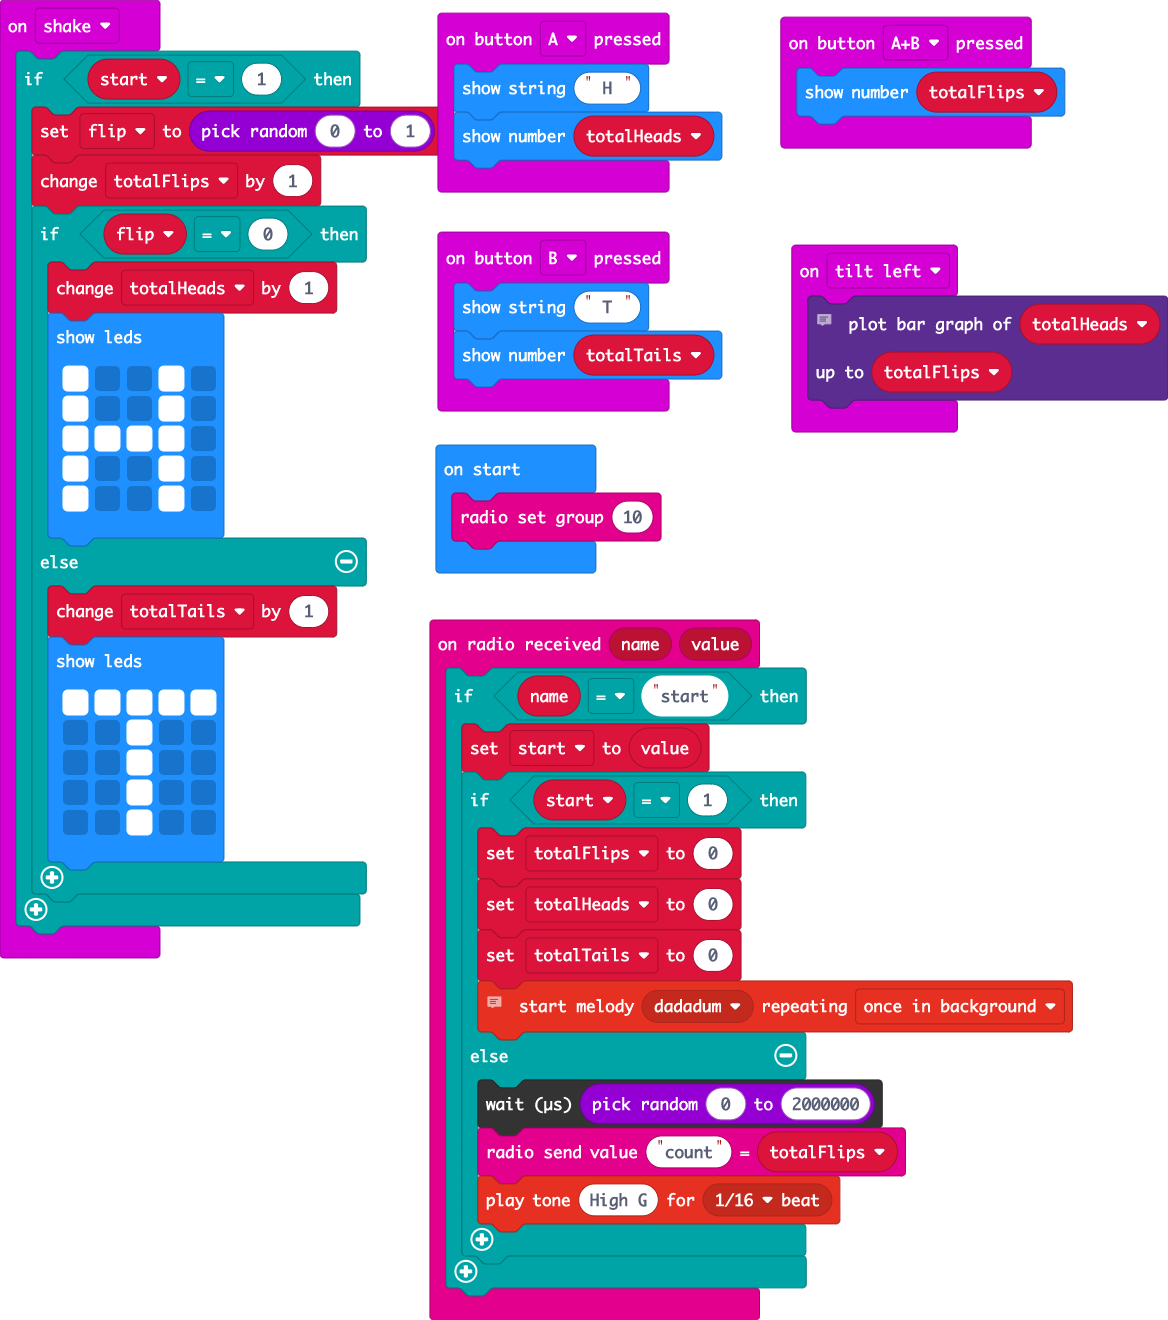 on shake
if start = 1 then
set flip to pick random 0 to 1
change totalFlips by 1
if flip = 0 then
change totalHeads by 1
show leds
else
change totalTails by 1
show leds
on button A pressed
show string " H "
show number totalHeads
on button B pressed
show string " T "
show number totalTails
on start
radio set group 10
on button A+B pressed
show number totalFlips
on tilt left
plot bar graph of totalHeads
up to totalFlips
on radio received name value
if name = "start" then
set start to value
if start = 1 then
set totalFlips to 0
set totalHeads to 0
set totalTails to 0
start melody dadadum repeating once in background
else
wait (µs) pick random 0 to 2000000
radio send value "count" = totalFlips
play tone High G for 1/16 beat